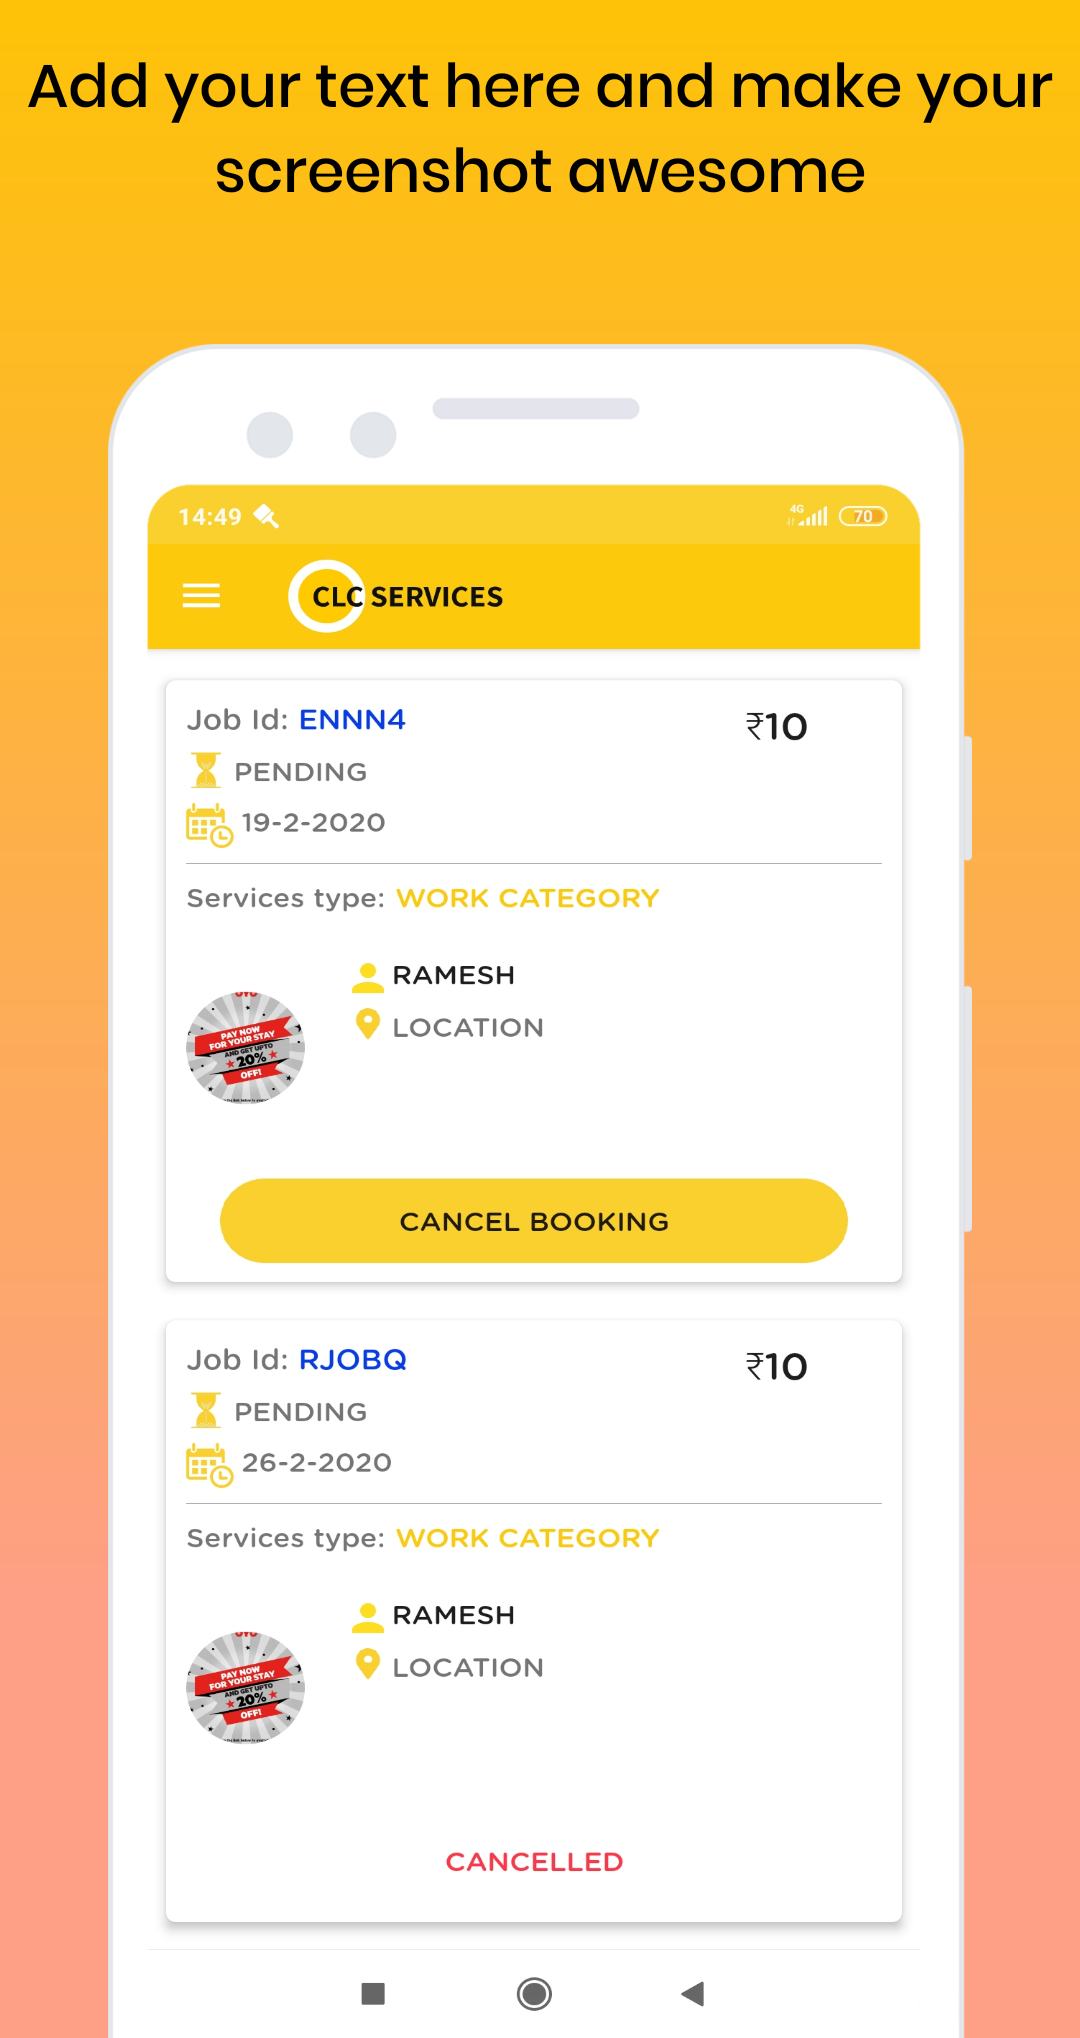 Add your text here and make your
screenshot awesome
14:49
4G
70
CLC SERVICES
Job Id: ENNN4
₹10
PENDING
19-2-2020
Services type: WORK CATEGORY
RAMESH
LOCATION
PAY NOW
FOR YOUR STAY
AND GET UPTO
20%
OFF!
CANCEL BOOKING
Job Id: RJOBQ
₹10
PENDING
26-2-2020
Services type: WORK CATEGORY
RAMESH
LOCATION
PAY NOW
FOR YOUR STAY
AND GET UPTO
20%
OFF!
CANCELLED